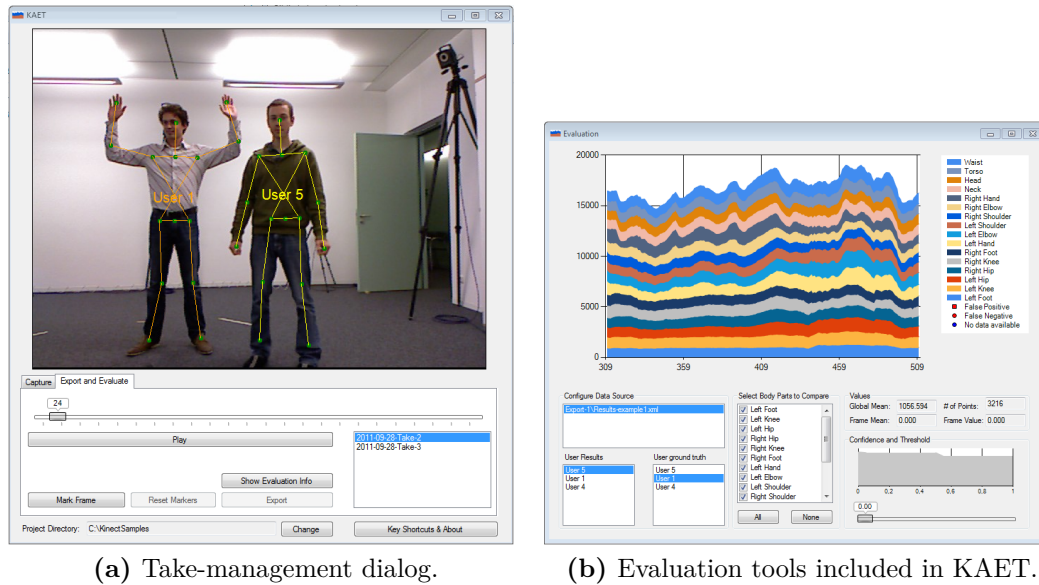 KAET
User 1
User 5
Capture
Export and Evaluate
24
Play
2011-09-28-Take-2
2011-09-28-Take-3
Show Evaluation Info
Mark Frame
Reset Markers
Export
Project Directory: C:\KinectSamples
Change
Key Shortcuts & About
(a) Take-management dialog.
Evaluation
20000
15000
10000
5000
0
309
359
409
459
509
Waist
Torso
Head
Neck
Right Hand
Right Elbow
Right Shoulder
Left Shoulder
Left Elbow
Left Hand
Right Foot
Right Knee
Right Hip
Left Hip
Left Knee
Left Foot
False Positive
False Negative
No data available
Configure Data Source
Export-1\Results-example1.xml
User Results
User 5
User 1
User 4
User ground truth
User 5
User 1
User 4
Select Body Parts to Compare
Left Foot
Left Knee
Left Hip
Right Hip
Right Knee
Right Foot
Left Hand
Left Elbow
Left Shoulder
Right Shoulder
All
None
Values
Global Mean: 1056.594 # of Points: 3216
Frame Mean: 0.000 Frame Value: 0.000
Confidence and Threshold
0 0,2 0,4 0,6 0,8 1
0.00
(b) Evaluation tools included in KAET.